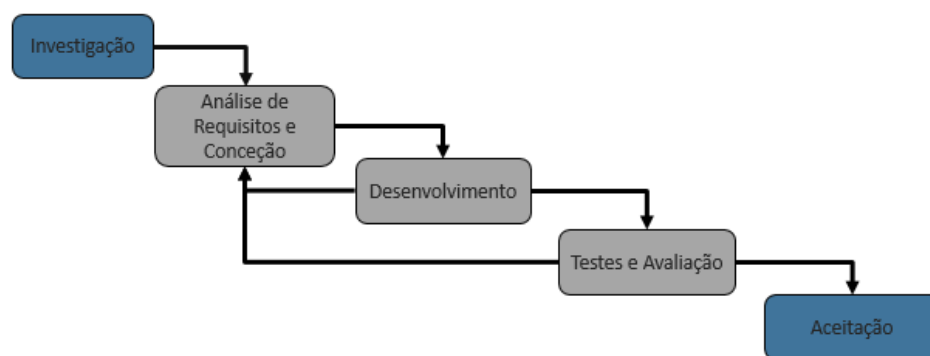 Investigação
Análise de
Requisitos e
Conceção
Desenvolvimento
Testes e Avaliação
Aceitação